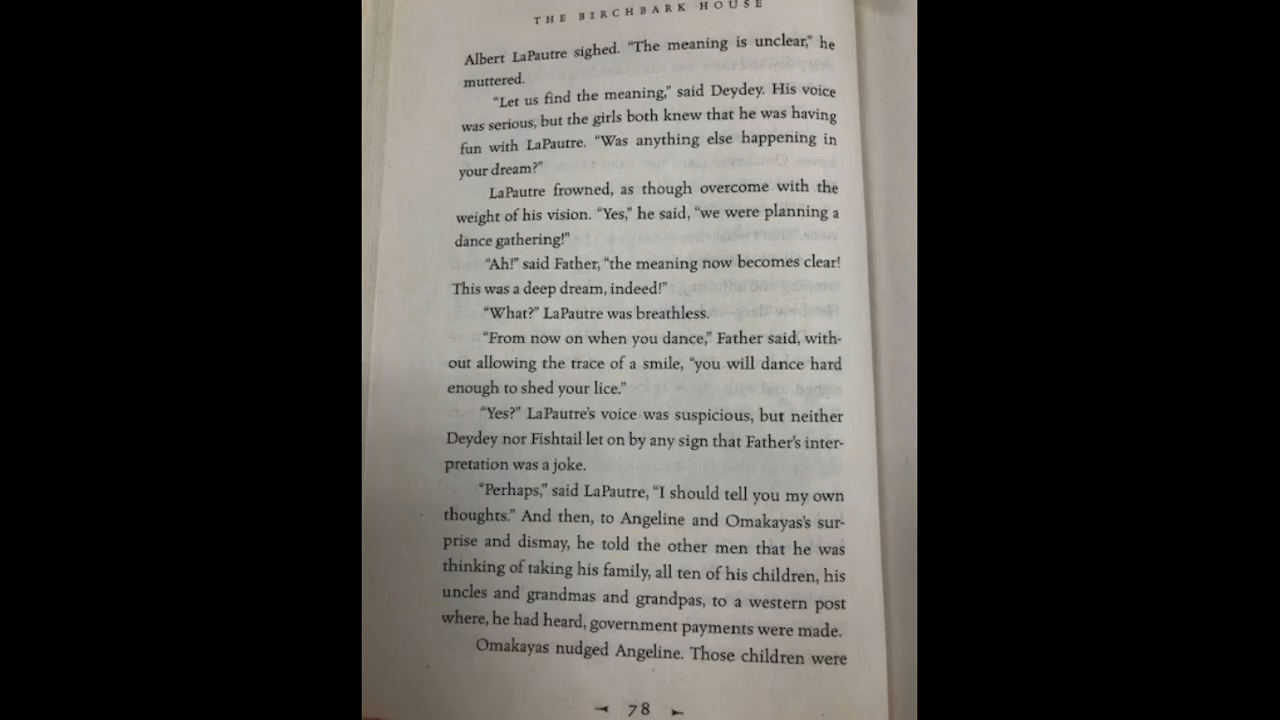 THE BIRCHBARK HOUSE
Albert LaPautre sighed. “The meaning is unclear,” he
muttered.
“Let us find the meaning,” said Deydey. His voice
was serious, but the girls both knew that he was having
fun with LaPautre. “Was anything else happening in
your dream?”
LaPautre frowned, as though overcome with the
weight of his vision. “Yes,” he said, “we were planning a
dance gathering!”
“Ah!” said Father, “the meaning now becomes clear!
This was a deep dream, indeed!”
“What?” LaPautre was breathless.
“From now on when you dance,” Father said, with-
out allowing the trace of a smile, “you will dance hard
enough to shed your lice.”
“Yes?” LaPautre’s voice was suspicious, but neither
Deydey nor Fishtail let on by any sign that Father’s inter-
pretation was a joke.
“Perhaps,” said LaPautre, “I should tell you my own
thoughts.” And then, to Angeline and Omakayas’s sur-
prise and dismay, he told the other men that he was
thinking of taking his family, all ten of his children, his
uncles and grandmas and grandpas, to a western post
where, he had heard, government payments were made.
Omakayas nudged Angeline. Those children were
78